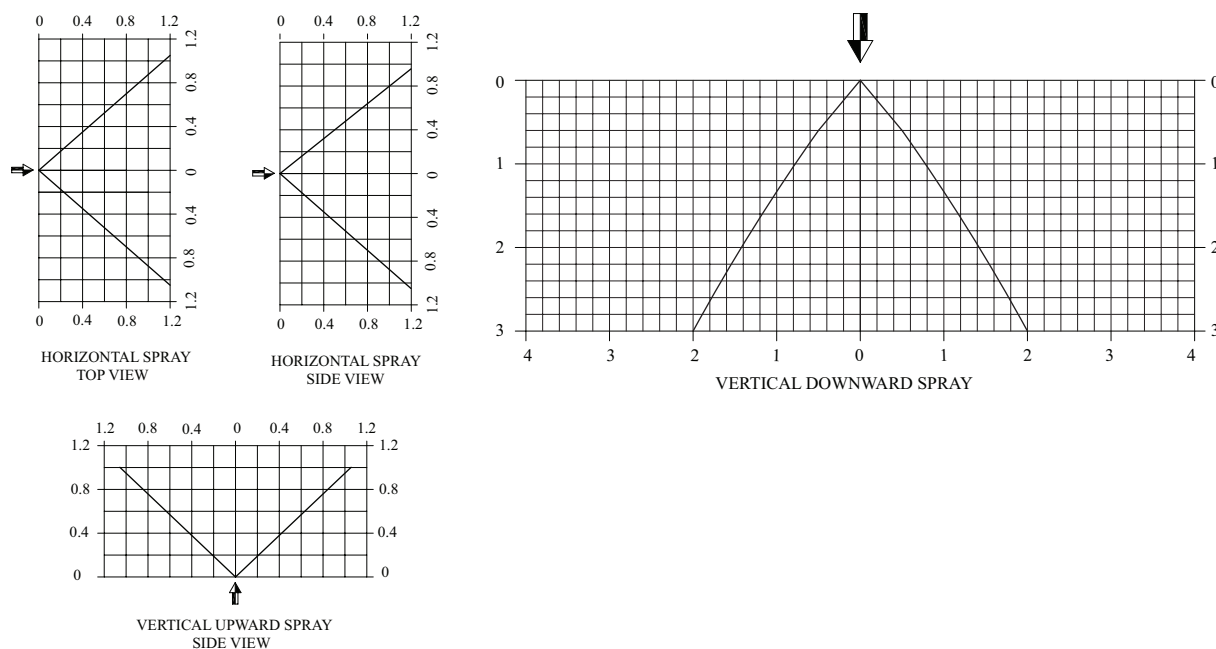 0 0.4 0.8 1.2
1.2
0.8
0.4
0
0.4
0.8
1.2
0 0.4 0.8 1.2
HORIZONTAL SPRAY
TOP VIEW
0 0.4 0.8 1.2
1.2
0.8
0.4
0
0.4
0.8
1.2
0 0.4 0.8 1.2
HORIZONTAL SPRAY
SIDE VIEW
0 0
1 1
2 2
3 3
4 3 2 1 0 1 2 3 4
VERTICAL DOWNWARD SPRAY
1.2 0.8 0.4 0 0.4 0.8 1.2
1.2 1.2
0.8 0.8
0.4 0.4
0 0
VERTICAL UPWARD SPRAY
SIDE VIEW